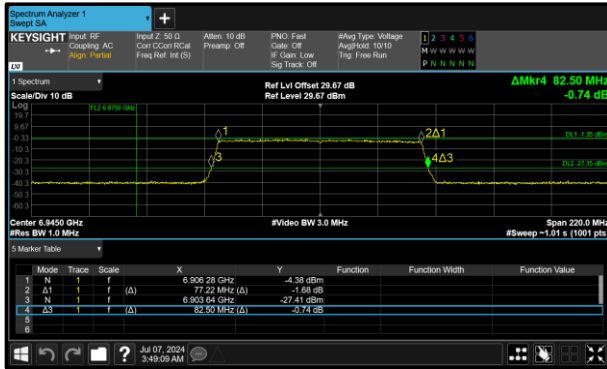 Spectrum Analyzer 1
Swept SA
KEYSIGHT
Input: RF
Coupling: AC
Align: Partial
Input Z: 50 Ω
Corr CCorr RCal
Freq Ref: Int (S)
Atten: 10 dB
Preamp: Off
PNO: Fast
Gate: Off
IF Gain: Low
Sig Track: Off
#Avg Type: Voltage
Avg|Hold: 10/10
Trig: Free Run
1 2 3 4 5 6
M W W W W W
P N N N N N
LXI
1 Spectrum
Scale/Div 10 dB
Ref Lvl Offset 29.67 dB
Ref Level 29.67 dBm
ΔMkr4 82.50 MHz
-0.74 dB
Log
19.7
9.67
-0.33
-10.3
-20.3
-30.3
-40.3
-50.3
-60.3
FL2 6.8750 GHz
1
2Δ1
DL1 -1.35 dBm
3
4Δ3
DL2 -27.35 dBm
Center 6.9450 GHz
#Res BW 1.0 MHz
#Video BW 3.0 MHz
Span 220.0 MHz
#Sweep ~1.01 s (1001 pts)
5 Marker Table
Mode Trace Scale X Y Function Function Width Function Value
1 N 1 f 6.906 28 GHz -4.38 dBm
2 Δ1 1 f (Δ) 77.22 MHz (Δ) -1.68 dB
3 N 1 f 6.903 64 GHz -27.41 dBm
4 Δ3 1 f (Δ) 82.50 MHz (Δ) -0.74 dB
5
6
?
Jul 07, 2024
3:49:09 AM